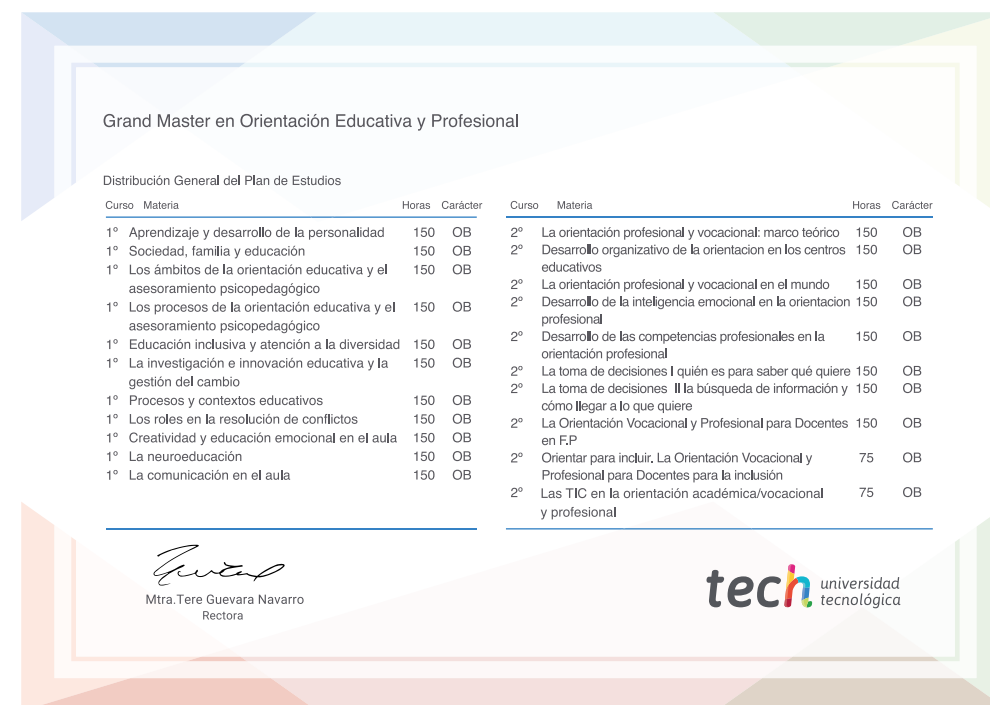 Grand Master en Orientación Educativa y Profesional
Distribución General del Plan de Estudios
Curso Materia Horas Carácter
1º Aprendizaje y desarrollo de la personalidad 150 OB
1º Sociedad, familia y educación 150 OB
1º Los ámbitos de la orientación educativa y el 150 OB
asesoramiento psicopedagógico
1º Los procesos de la orientación educativa y el 150 OB
asesoramiento psicopedagógico
1º Educación inclusiva y atención a la diversidad 150 OB
1º La investigación e innovación educativa y la 150 OB
gestión del cambio
1º Procesos y contextos educativos 150 OB
1º Los roles en la resolución de conflictos 150 OB
1º Creatividad y educación emocional en el aula 150 OB
1º La neuroeducación 150 OB
1º La comunicación en el aula 150 OB
Curso Materia Horas Carácter
2º La orientación profesional y vocacional: marco teórico 150 OB
2º Desarrollo organizativo de la orientacion en los centros 150 OB
educativos
2º La orientación profesional y vocacional en el mundo 150 OB
2º Desarrollo de la inteligencia emocional en la orientacion 150 OB
profesional
2º Desarrollo de las competencias profesionales en la 150 OB
orientación profesional
2º La toma de decisiones I quién es para saber qué quiere 150 OB
2º La toma de decisiones II la búsqueda de información y 150 OB
cómo llegar a lo que quiere
2º La Orientación Vocacional y Profesional para Docentes 150 OB
en F.P
2º Orientar para incluir. La Orientación Vocacional y 75 OB
Profesional para Docentes para la inclusión
2º Las TIC en la orientación académica/vocacional 75 OB
y profesional
Mtra.Tere Guevara Navarro
Rectora
tech universidad
tecnológica